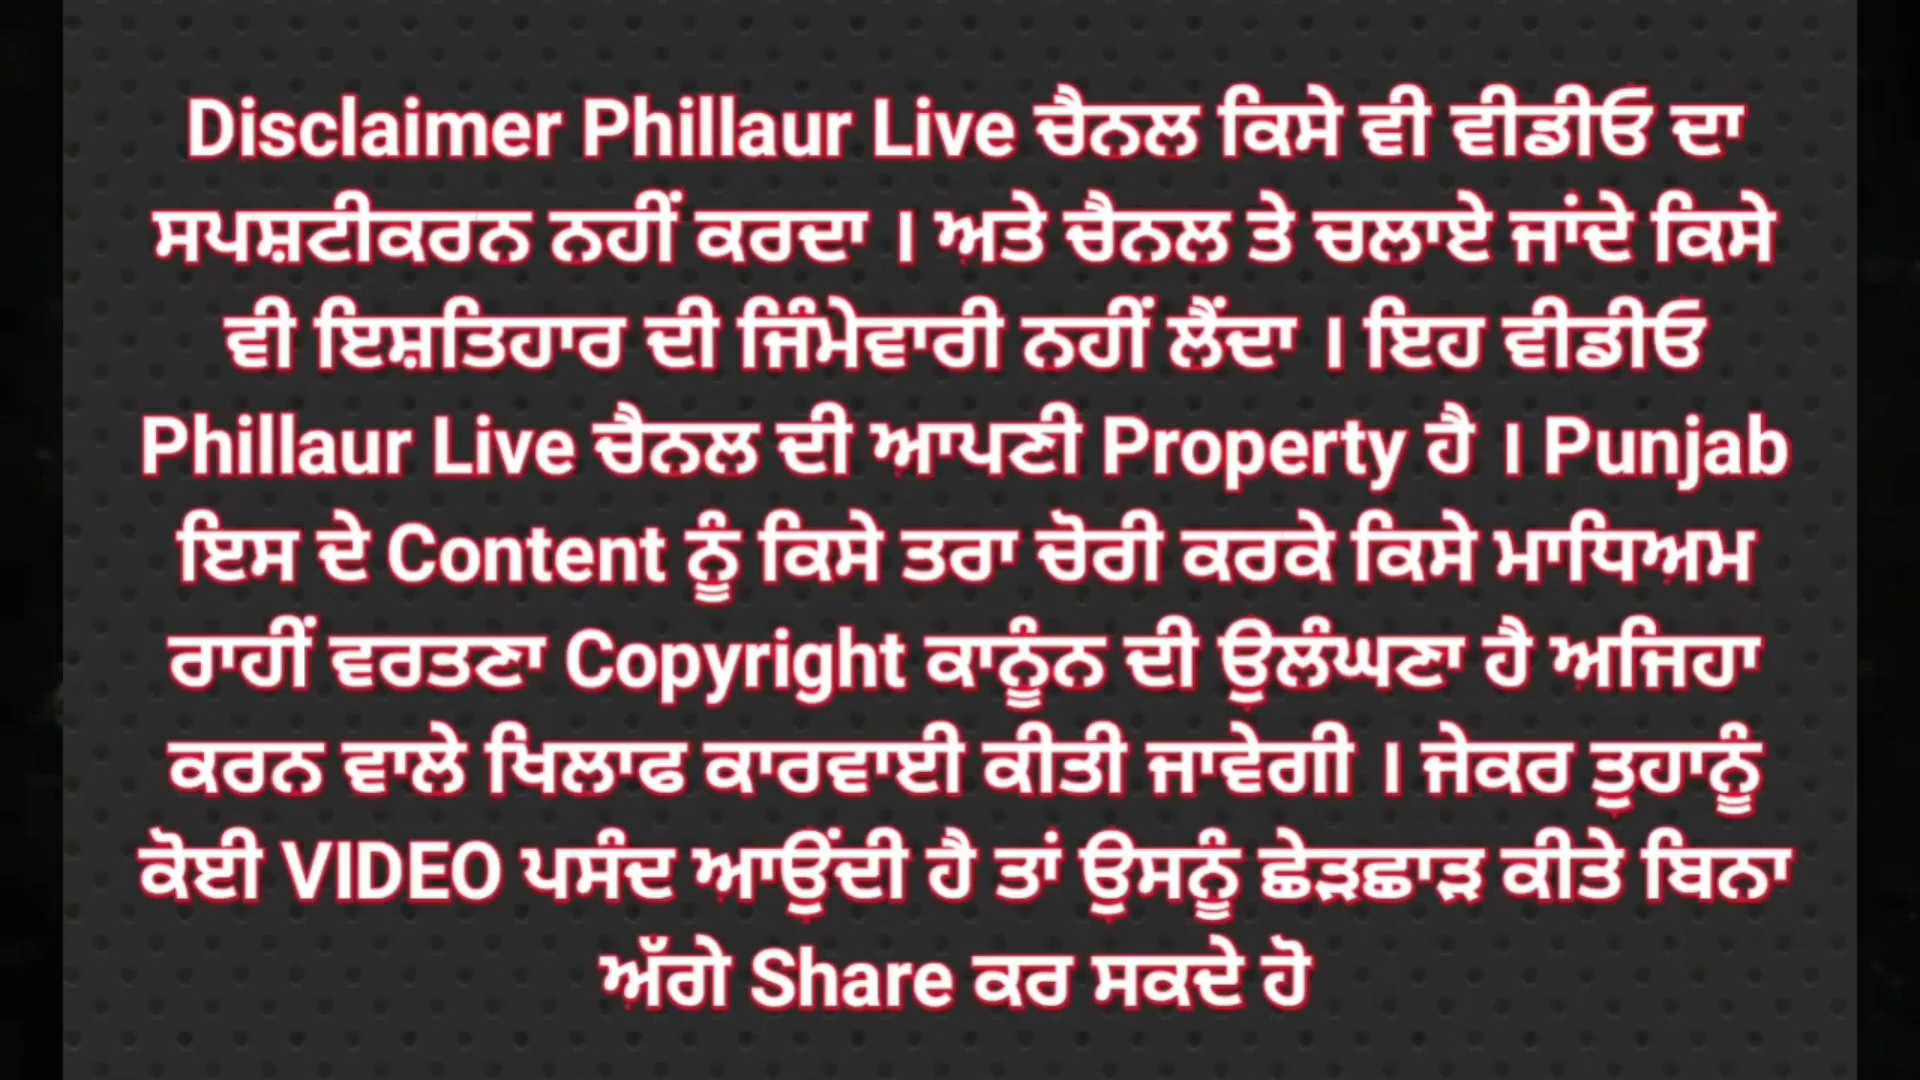 Disclaimer Phillaur Live ਚੈਨਲ ਕਿਸੇ ਵੀ ਵੀਡੀਓ ਦਾ
ਸਪਸ਼ਟੀਕਰਨ ਨਹੀਂ ਕਰਦਾ । ਅਤੇ ਚੈਨਲ ਤੇ ਚਲਾਏ ਜਾਂਦੇ ਕਿਸੇ
ਵੀ ਇਸ਼ਤਿਹਾਰ ਦੀ ਜਿੰਮੇਵਾਰੀ ਨਹੀਂ ਲੈਂਦਾ । ਇਹ ਵੀਡੀਓ
Phillaur Live ਚੈਨਲ ਦੀ ਆਪਣੀ Property ਹੈ । Punjab
ਇਸ ਦੇ Content ਨੂੰ ਕਿਸੇ ਤਰਾ ਚੋਰੀ ਕਰਕੇ ਕਿਸੇ ਮਾਧਿਅਮ
ਰਾਹੀਂ ਵਰਤਣਾ Copyright ਕਾਨੂੰਨ ਦੀ ਉਲੰਘਣਾ ਹੈ ਅਜਿਹਾ
ਕਰਨ ਵਾਲੇ ਖਿਲਾਫ ਕਾਰਵਾਈ ਕੀਤੀ ਜਾਵੇਗੀ । ਜੇਕਰ ਤੁਹਾਨੂੰ
ਕੋਈ VIDEO ਪਸੰਦ ਆਉਂਦੀ ਹੈ ਤਾਂ ਉਸਨੂੰ ਛੇੜਛਾੜ ਕੀਤੇ ਬਿਨਾ
ਅੱਗੇ Share ਕਰ ਸਕਦੇ ਹੋ